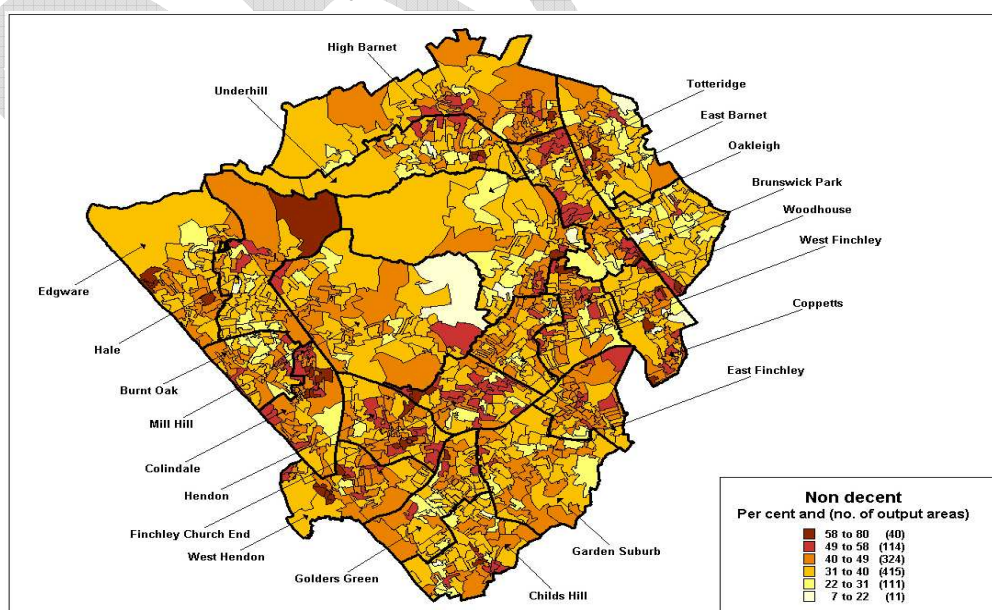 High Barnet
Underhill
Totteridge
East Barnet
Oakleigh
Brunswick Park
Woodhouse
West Finchley
Edgware
Coppetts
Hale
East Finchley
Burnt Oak
Mill Hill
Colindale
Hendon
Finchley Church End
West Hendon
Garden Suburb
Golders Green
Childs Hill
Non decent
Per cent and (no. of output areas)
58 to 80 (40)
49 to 58 (114)
40 to 49 (324)
31 to 40 (415)
22 to 31 (111)
7 to 22 (11)